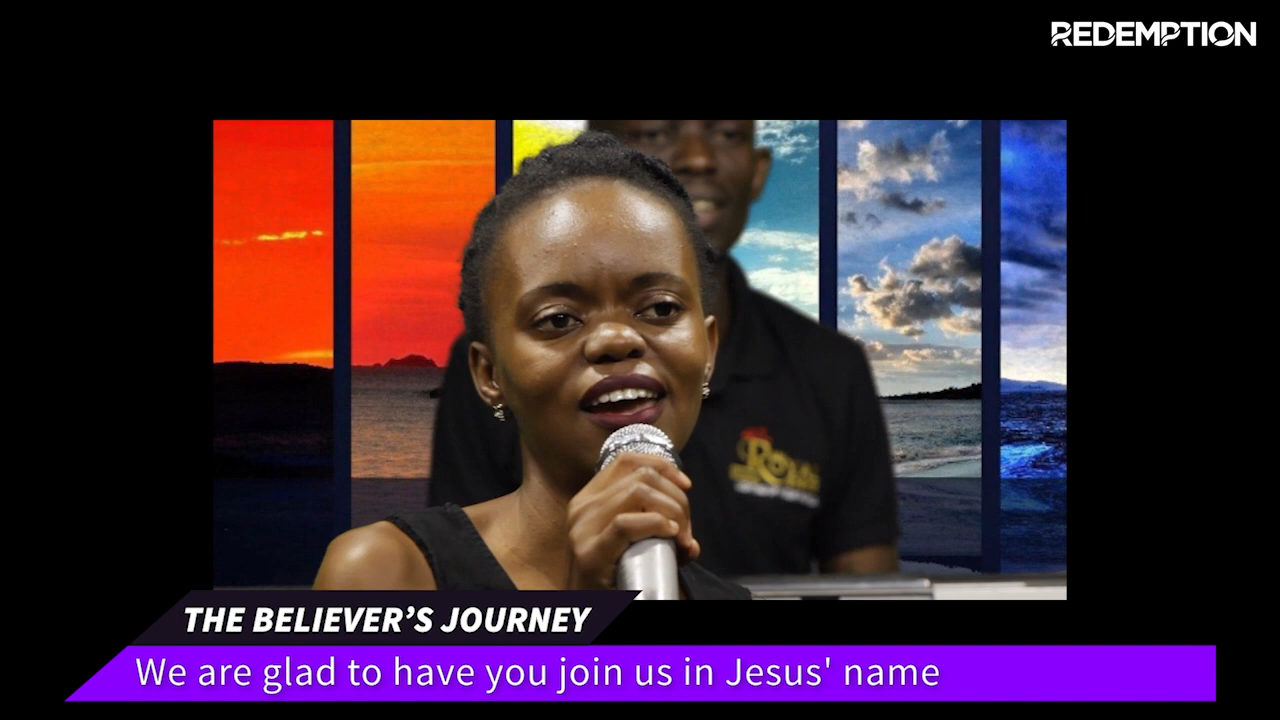 REDEMPTION
THE BELIEVER’S JOURNEY
We are glad to have you join us in Jesus' name